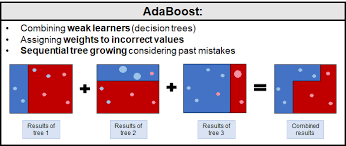 AdaBoost:
• Combining weak learners (decision trees)
• Assigning weights to incorrect values
• Sequential tree growing considering past mistakes
+ + =
Results of tree 1
Results of tree 2
Results of tree 3
Combined results